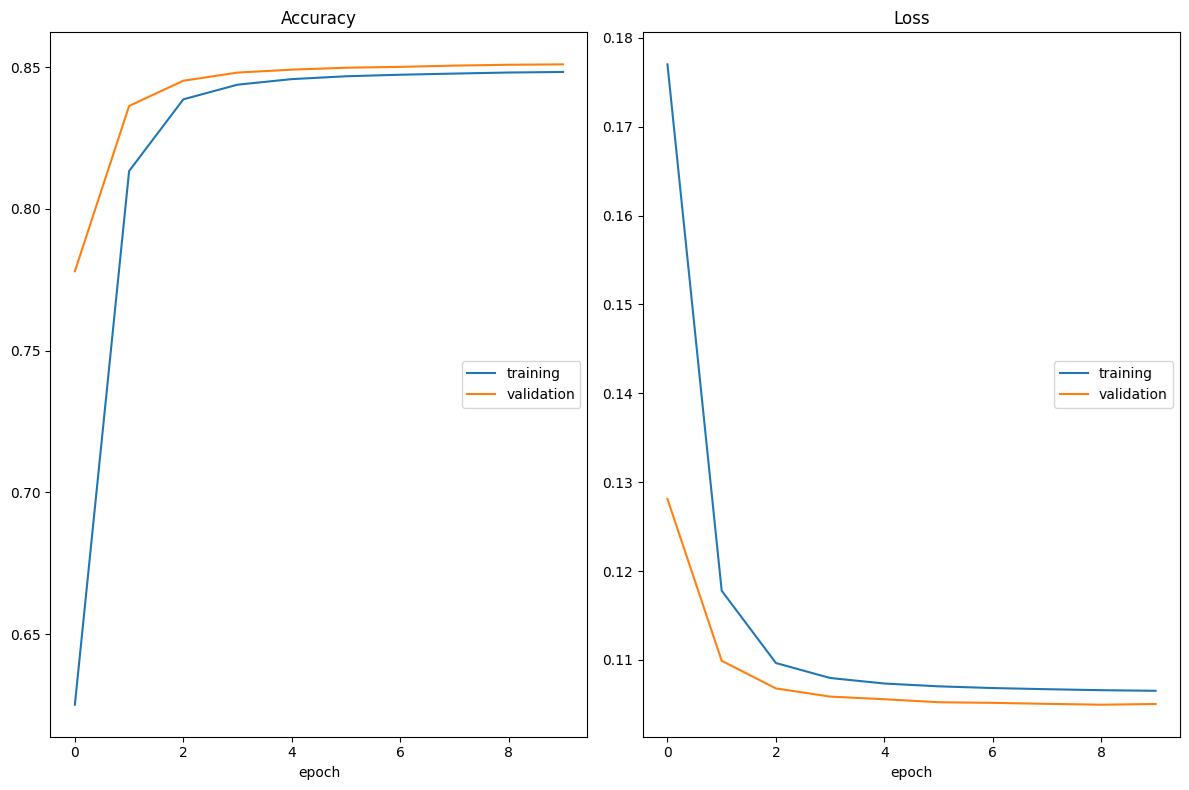 Accuracy
0.85
0.80
0.75
0.70
0.65
0 2 4 6 8
epoch
training
validation
Loss
0.18
0.17
0.16
0.15
0.14
0.13
0.12
0.11
0 2 4 6 8
epoch
training
validation